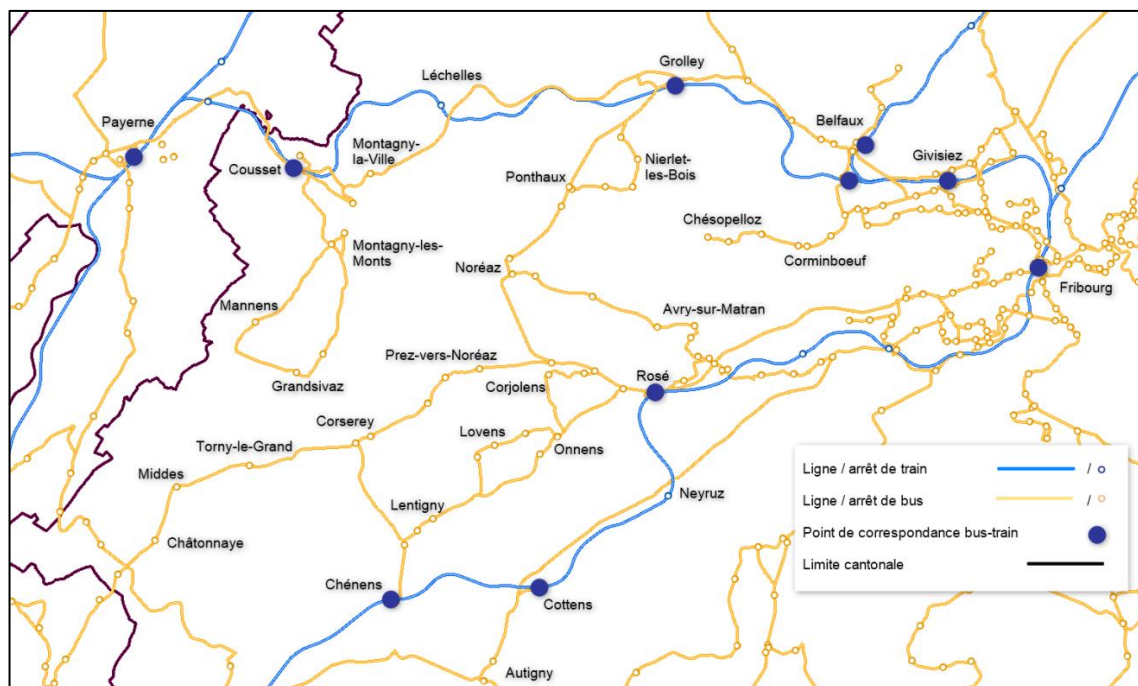 Grolley
Léchelles
Payerne
Belfaux
Montagny-
la-Ville
Givisiez
Cousset
Nierlet-
les-Bois
Ponthaux
Chésopelloz
Montagny-les-
Monts
Corminboeuf
Noréaz
Fribourg
Mannens
Avry-sur-Matran
Prez-vers-Noréaz
Rosé
Grandsivaz
Corjolens
Corserey
Lovens
Torny-le-Grand
Onnens
Middes
Neyruz
Lentigny
Châtonnaye
Chénens
Cottens
Autigny
Ligne / arrêt de train /
Ligne / arrêt de bus /
Point de correspondance bus-train
Limite cantonale